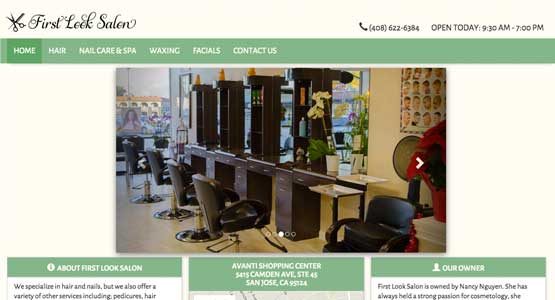 First Look Salon
(408) 622-6384 OPEN TODAY: 9:30 AM - 7:00 PM
HOME HAIR NAIL CARE & SPA WAXING FACIALS CONTACT US
ABOUT FIRST LOOK SALON
We specialize in hair and nails, but we also offer a
variety of other services including; pedicures, hair
AVANTI SHOPPING CENTER
5415 CAMDEN AVE, STE 45
SAN JOSE, CA 95124
OUR OWNER
First Look Salon is owned by Nancy Nguyen. She has
always held a strong passion for cosmetology, she